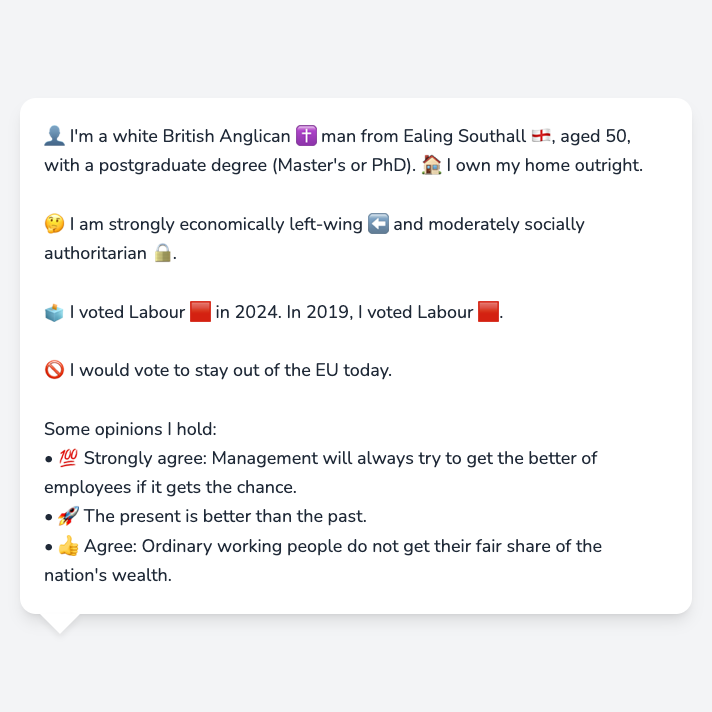 👤 I'm a white British Anglican ✝️ man from Ealing Southall 🏴󠁧󠁢󠁥󠁮󠁧󠁿, aged 50,
with a postgraduate degree (Master's or PhD). 🏠 I own my home outright.
🤔 I am strongly economically left-wing ⬅️ and moderately socially
authoritarian 🔒.
🗳️ I voted Labour 🟥 in 2024. In 2019, I voted Labour 🟥.
🚫 I would vote to stay out of the EU today.
Some opinions I hold:
• 💯 Strongly agree: Management will always try to get the better of
employees if it gets the chance.
• 🚀 The present is better than the past.
• 👍 Agree: Ordinary working people do not get their fair share of the
nation's wealth.